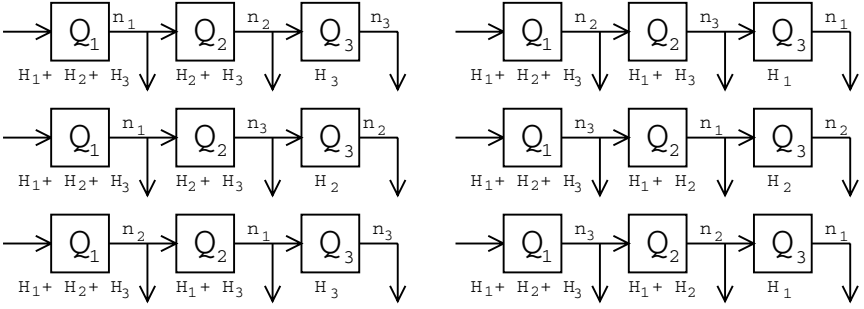 Q₁ n₁ Q₂ n₂ Q₃ n₃
H₁+ H₂+ H₃ H₂+ H₃ H₃
Q₁ n₂ Q₂ n₃ Q₃ n₁
H₁+ H₂+ H₃ H₁+ H₃ H₁
Q₁ n₁ Q₂ n₃ Q₃ n₂
H₁+ H₂+ H₃ H₂+ H₃ H₂
Q₁ n₃ Q₂ n₁ Q₃ n₂
H₁+ H₂+ H₃ H₁+ H₂ H₂
Q₁ n₂ Q₂ n₁ Q₃ n₃
H₁+ H₂+ H₃ H₁+ H₃ H₃
Q₁ n₃ Q₂ n₂ Q₃ n₁
H₁+ H₂+ H₃ H₁+ H₂ H₁